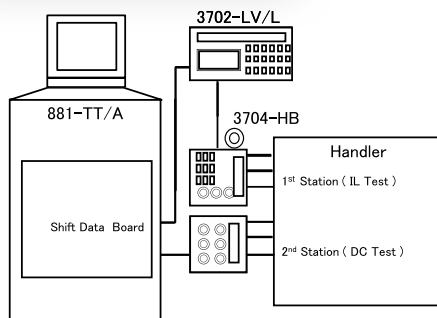 3702-LV/L
881-TT/A
3704-HB
Handler
1st Station ( IL Test )
Shift Data Board
2nd Station ( DC Test )